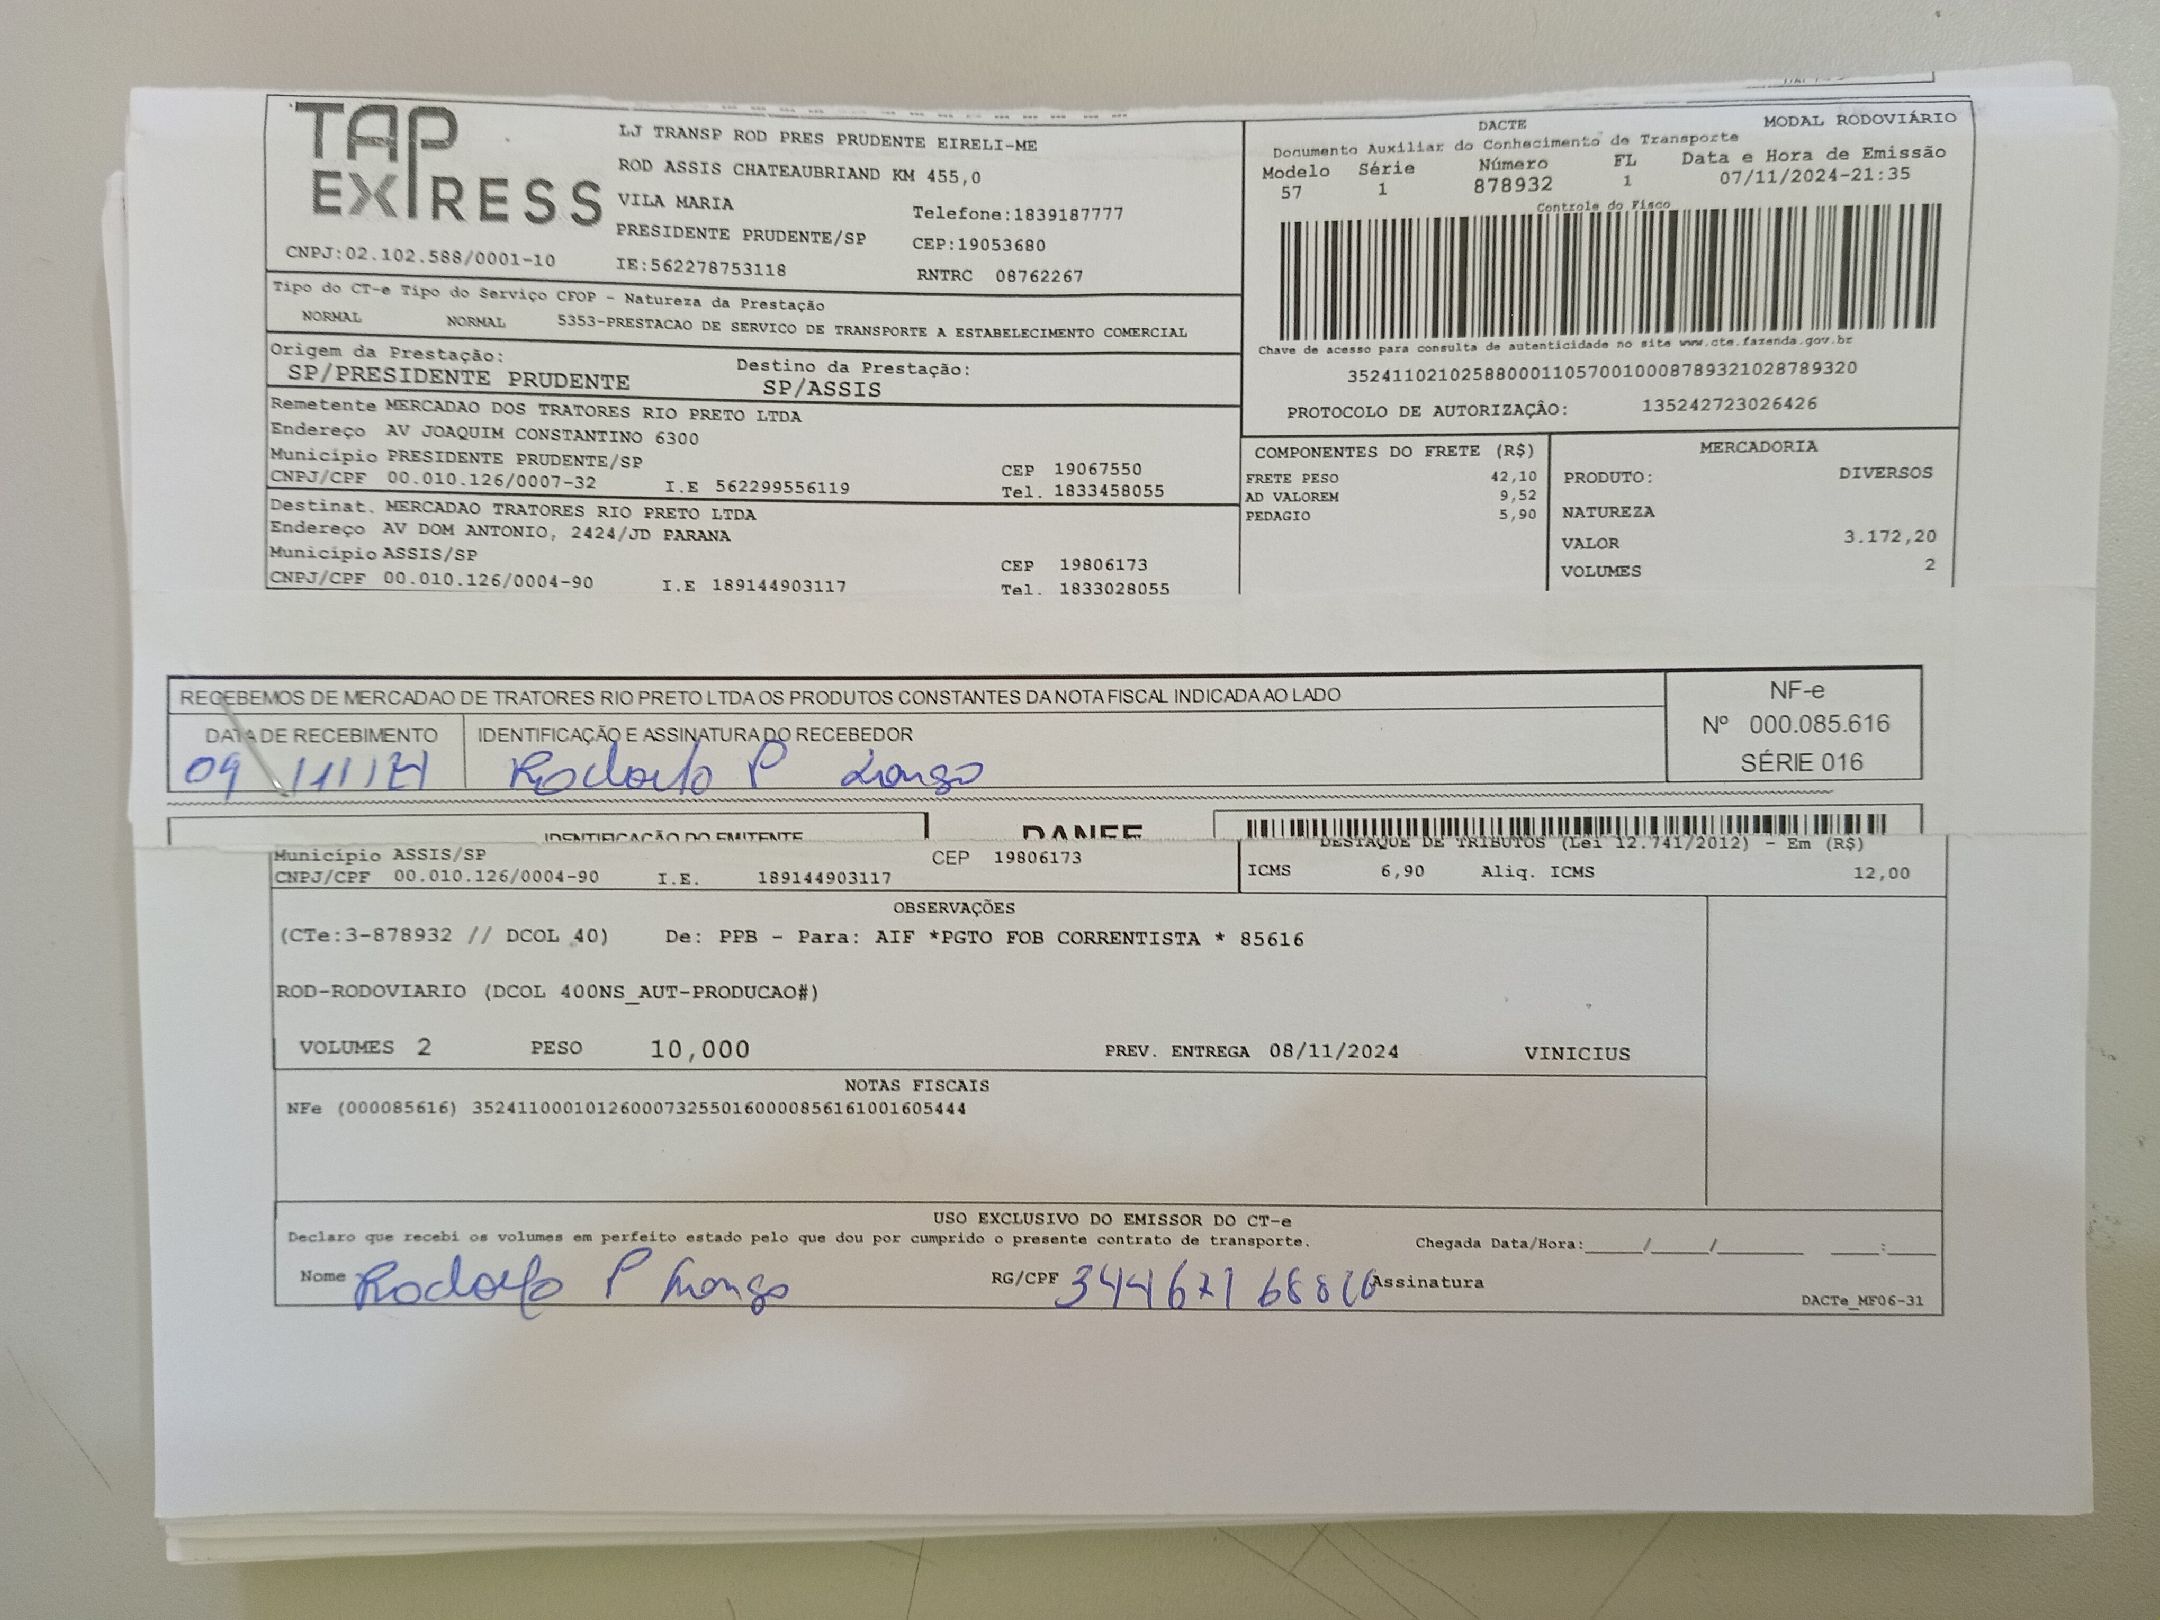 TAP EXPRESS
LJ TRANSP ROD PRES PRUDENTE EIRELI-ME
ROD ASSIS CHATEAUBRIAND KM 455,0
VILA MARIA Telefone:1839187777
PRESIDENTE PRUDENTE/SP CEP:19053680
CNPJ:02.102.588/0001-10 IE:562278753118 RNTRC 08762267
DACTE MODAL RODOVIÁRIO
Documento Auxiliar do Conhecimento de Transporte
Modelo Série Número FL Data e Hora de Emissão
57 1 878932 1 07/11/2024-21:35
Controle do Fisco
Chave de acesso para consulta de autenticidade no site www.cte.fazenda.gov.br
35241102102588000110570010008789321028789320
PROTOCOLO DE AUTORIZAÇÂO: 135242723026426
Tipo do CT-e Tipo do Serviço CFOP - Natureza da Prestação
NORMAL NORMAL 5353-PRESTACAO DE SERVICO DE TRANSPORTE A ESTABELECIMENTO COMERCIAL
Origem da Prestação: Destino da Prestação:
SP/PRESIDENTE PRUDENTE SP/ASSIS
Remetente MERCADAO DOS TRATORES RIO PRETO LTDA
Endereço AV JOAQUIM CONSTANTINO 6300
Município PRESIDENTE PRUDENTE/SP CEP 19067550
CNPJ/CPF 00.010.126/0007-32 I.E 562299556119 Tel. 1833458055
Destinat. MERCADAO TRATORES RIO PRETO LTDA
Endereço AV DOM ANTONIO, 2424/JD PARANA
Município ASSIS/SP CEP 19806173
CNPJ/CPF 00.010.126/0004-90 I.E 189144903117 Tel. 1833028055
COMPONENTES DO FRETE (R$)
FRETE PESO 42,10
AD VALOREM 9,52
PEDAGIO 5,90
MERCADORIA
PRODUTO: DIVERSOS
NATUREZA
VALOR 3.172,20
VOLUMES 2
RECEBEMOS DE MERCADAO DE TRATORES RIO PRETO LTDA OS PRODUTOS CONSTANTES DA NOTA FISCAL INDICADA AO LADO
DATA DE RECEBIMENTO IDENTIFICAÇÃO E ASSINATURA DO RECEBEDOR
09/11/24 Rodolfo P Longo
NF-e
Nº 000.085.616
SÉRIE 016
IDENTIFICAÇÃO DO EMITENTE DANFE
Município ASSIS/SP CEP 19806173
CNPJ/CPF 00.010.126/0004-90 I.E. 189144903117
DESTAQUE DE TRIBUTOS (Lei 12.741/2012) - Em (R$)
ICMS 6,90 Aliq. ICMS 12,00
OBSERVAÇÕES
(CTe:3-878932 // DCOL 40) De: PPB - Para: AIF *PGTO FOB CORRENTISTA * 85616
ROD-RODOVIARIO (DCOL 400NS_AUT-PRODUCAO#)
VOLUMES 2 PESO 10,000 PREV. ENTREGA 08/11/2024 VINICIUS
NOTAS FISCAIS
NFe (000085616) 35241100010126000732550160000856161001605444
USO EXCLUSIVO DO EMISSOR DO CT-e
Declaro que recebi os volumes em perfeito estado pelo que dou por cumprido o presente contrato de transporte. Chegada Data/Hora:____/____/______ ___:____
Nome Rodolfo P Longo RG/CPF Assinatura
DACTe_MF06-31